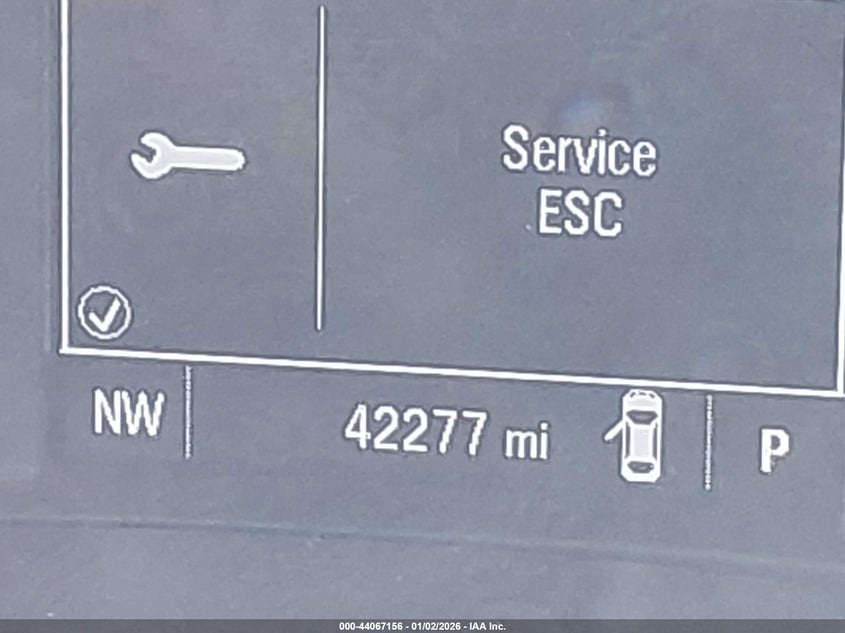 Service
ESC
NW
42277 mi
P
000-44067156 - 01/02/2026 - IAA Inc.